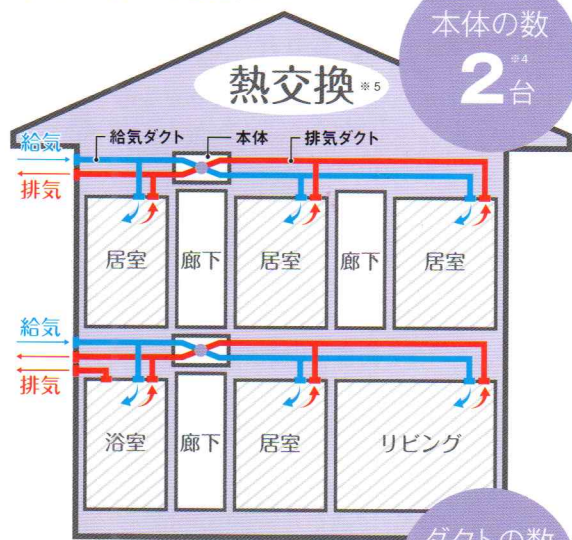 本体の数
2台※4
熱交換※5
給気
給気ダクト
本体
排気ダクト
排気
居室
廊下
居室
廊下
居室
給気
排気
浴室
廊下
居室
リビング
ダクトの数